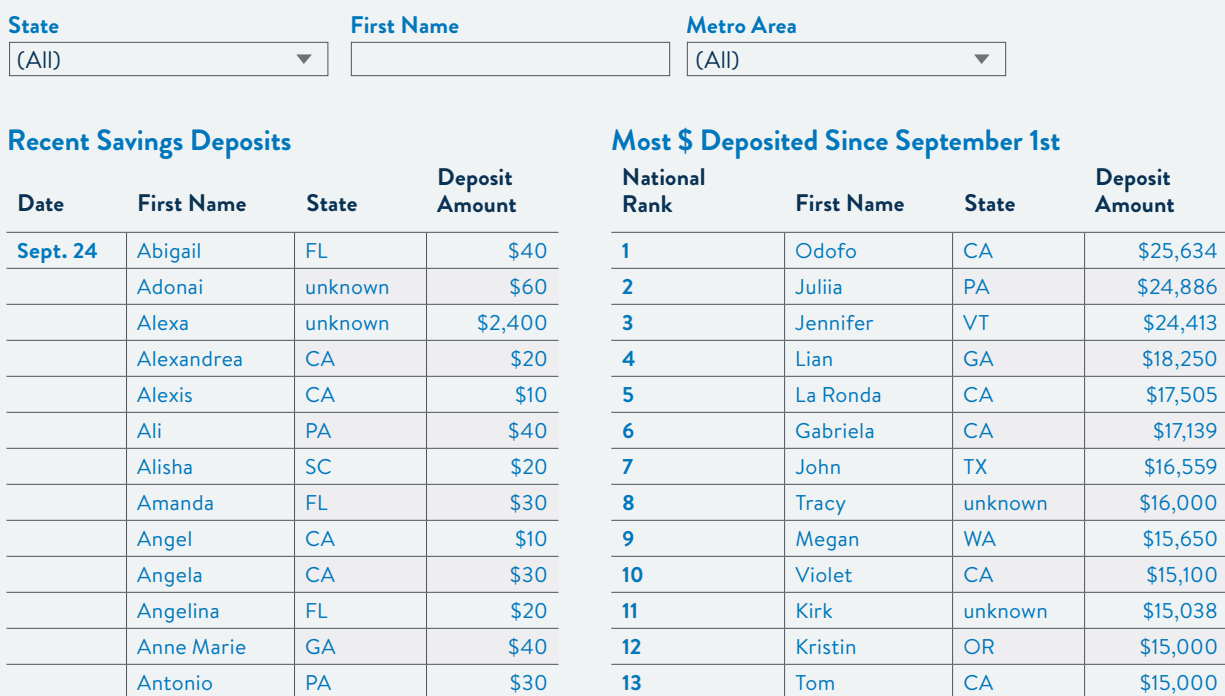 State First Name Metro Area
(All) (All)
Recent Savings Deposits
Date First Name State Deposit Amount
Sept. 24 Abigail FL $40
Adonai unknown $60
Alexa unknown $2,400
Alexandrea CA $20
Alexis CA $10
Ali PA $40
Alisha SC $20
Amanda FL $30
Angel CA $10
Angela CA $30
Angelina FL $20
Anne Marie GA $40
Antonio PA $30
Most $ Deposited Since September 1st
National Rank First Name State Deposit Amount
1 Odofo CA $25,634
2 Juliia PA $24,886
3 Jennifer VT $24,413
4 Lian GA $18,250
5 La Ronda CA $17,505
6 Gabriela CA $17,139
7 John TX $16,559
8 Tracy unknown $16,000
9 Megan WA $15,650
10 Violet CA $15,100
11 Kirk unknown $15,038
12 Kristin OR $15,000
13 Tom CA $15,000